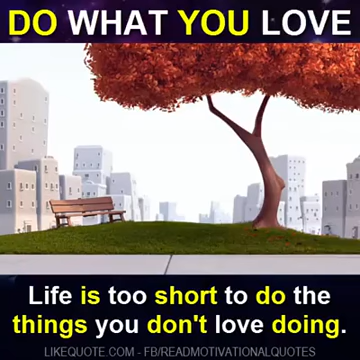 DO WHAT YOU LOVE
Life is too short to do the
things you don't love doing.
LIKEQUOTE.COM - FB/READMOTIVATIONALQUOTES